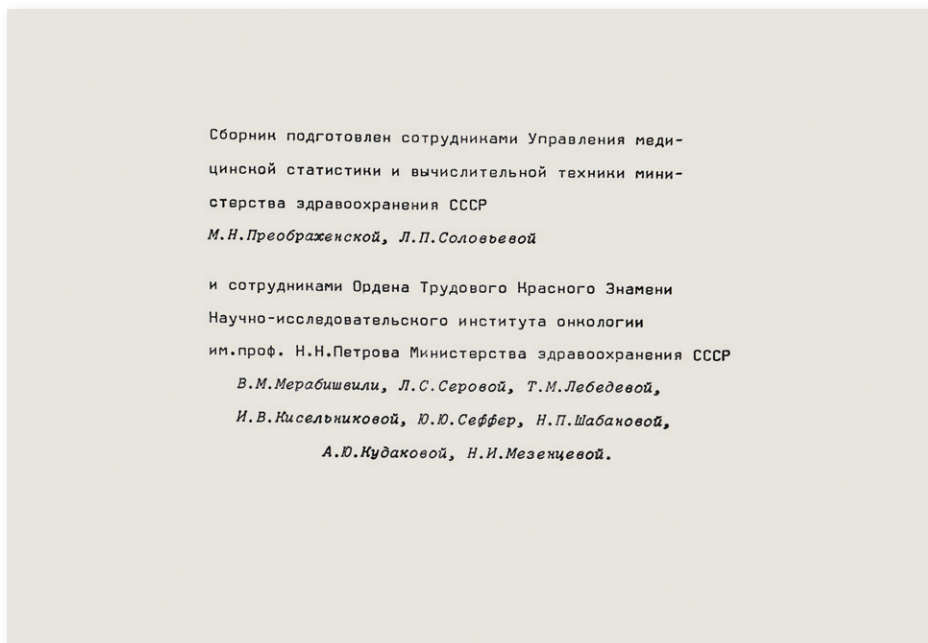 Сборник подготовлен сотрудниками Управления меди-
цинской статистики и вычислительной техники мини-
стерства здравоохранения СССР
М.Н.Преображенской, Л.П.Соловьевой
и сотрудниками Ордена Трудового Красного Знамени
Научно-исследовательского института онкологии
им.проф. Н.Н.Петрова Министерства здравоохранения СССР
В.М.Мерабишвили, Л.С.Серовой, Т.М.Лебедевой,
И.В.Кисельниковой, Ю.Ю.Сеффер, Н.П.Шабановой,
А.Ю.Кудаковой, Н.И.Мезенцевой.